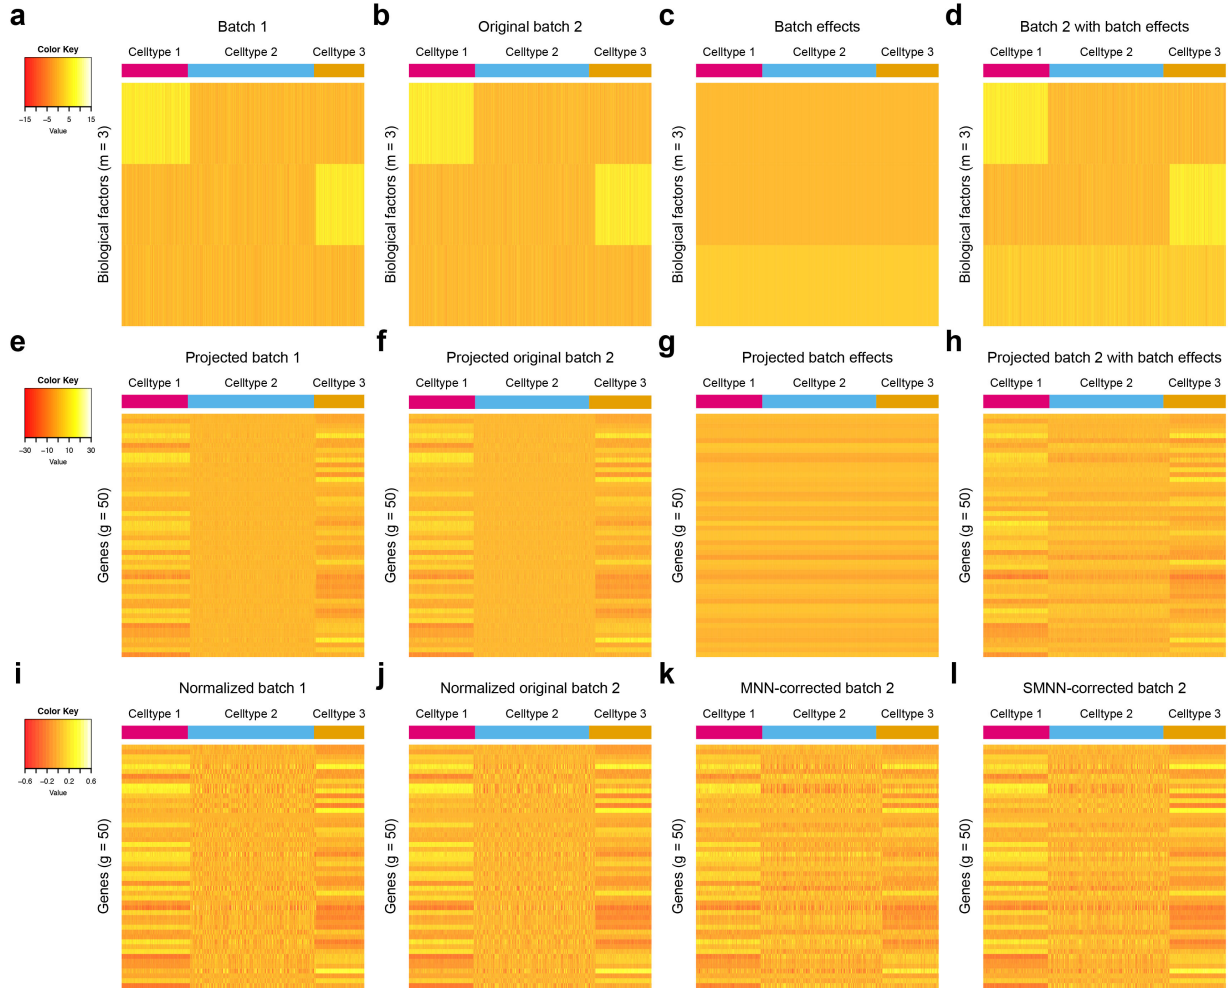 a b c d
Batch 1 Original batch 2 Batch effects Batch 2 with batch effects
Color Key
Celltype 1 Celltype 2 Celltype 3 Celltype 1 Celltype 2 Celltype 3 Celltype 1 Celltype 2 Celltype 3 Celltype 1 Celltype 2 Celltype 3
−15 −5 5 15
Value
Biological factors (m = 3) Biological factors (m = 3) Biological factors (m = 3) Biological factors (m = 3)
e f g h
Projected batch 1 Projected original batch 2 Projected batch effects Projected batch 2 with batch effects
Color Key
Celltype 1 Celltype 2 Celltype 3 Celltype 1 Celltype 2 Celltype 3 Celltype 1 Celltype 2 Celltype 3 Celltype 1 Celltype 2 Celltype 3
−30 −10 10 30
Value
Genes (g = 50) Genes (g = 50) Genes (g = 50) Genes (g = 50)
i j k l
Normalized batch 1 Normalized original batch 2 MNN-corrected batch 2 SMNN-corrected batch 2
Color Key
Celltype 1 Celltype 2 Celltype 3 Celltype 1 Celltype 2 Celltype 3 Celltype 1 Celltype 2 Celltype 3 Celltype 1 Celltype 2 Celltype 3
−0.6 −0.2 0.2 0.6
Value
Genes (g = 50) Genes (g = 50) Genes (g = 50) Genes (g = 50)